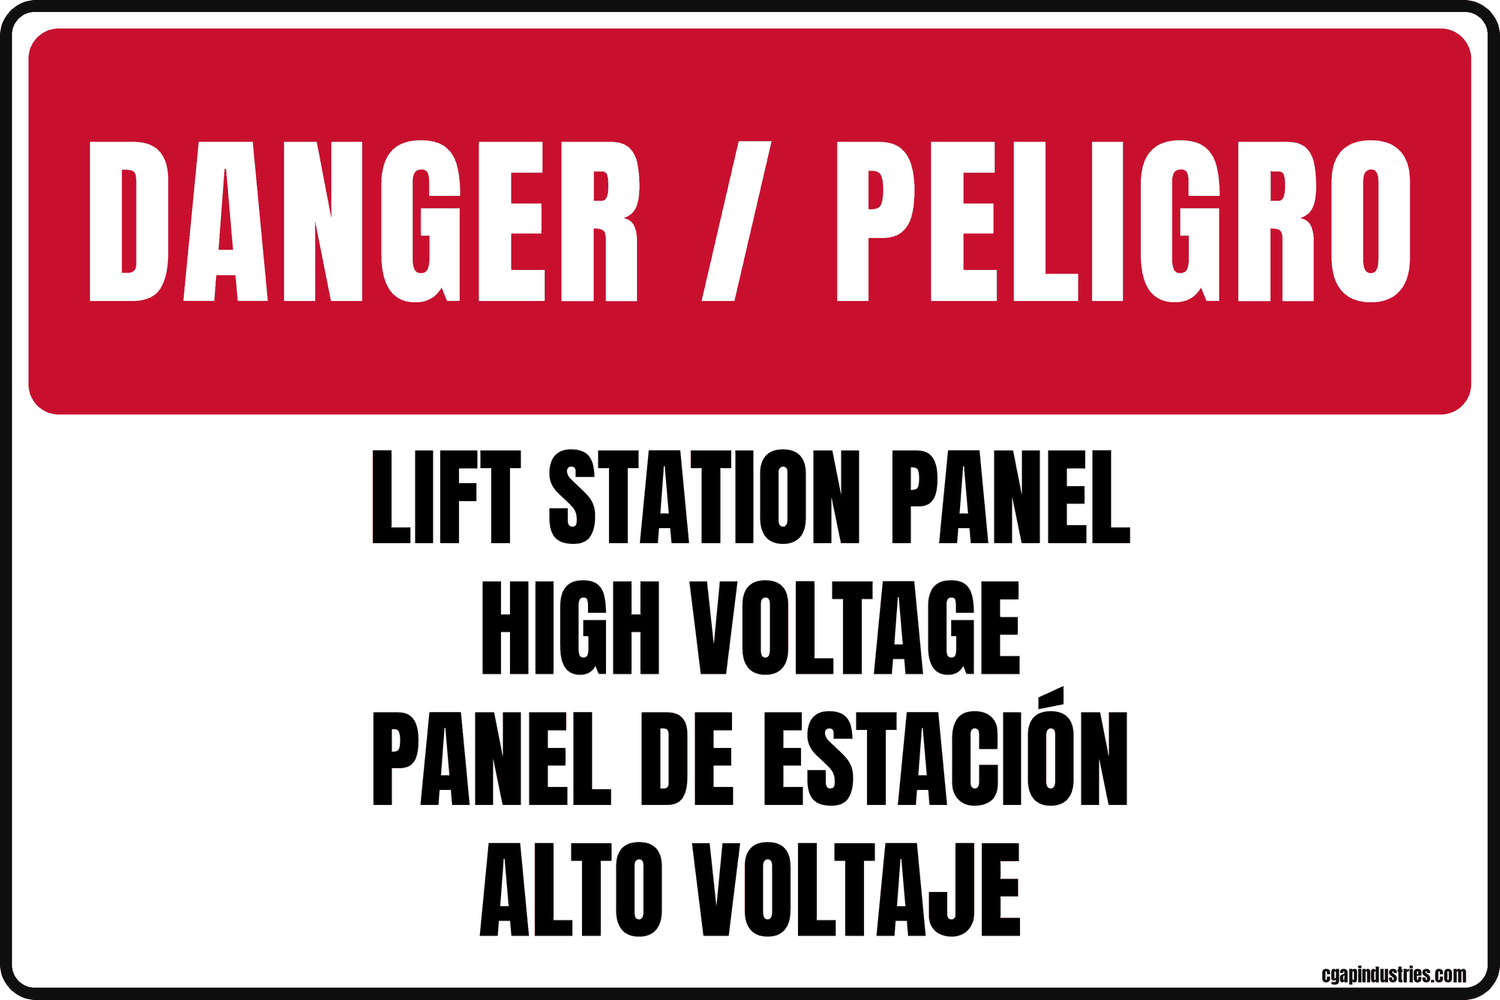 DANGER / PELIGRO
LIFT STATION PANEL
HIGH VOLTAGE
PANEL DE ESTACIÓN
ALTO VOLTAJE
cgapindustries.com